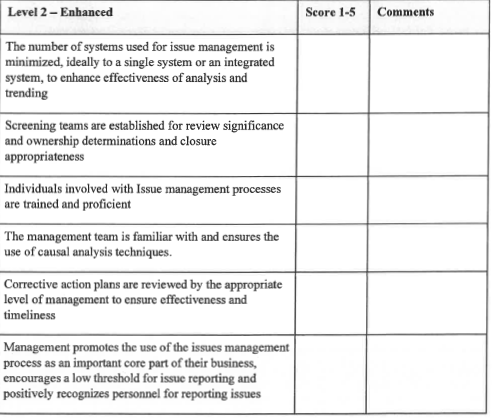 Level 2 – Enhanced Score 1-5 Comments
The number of systems used for issue management is
minimized, ideally to a single system or an integrated
system, to enhance effectiveness of analysis and
trending
Screening teams are established for review significance
and ownership determinations and closure
appropriateness
Individuals involved with Issue management processes
are trained and proficient
The management team is familiar with and ensures the
use of causal analysis techniques.
Corrective action plans are reviewed by the appropriate
level of management to ensure effectiveness and
timeliness
Management promotes the use of the issues management
process as an important core part of their business,
encourages a low threshold for issue reporting and
positively recognizes personnel for reporting issues